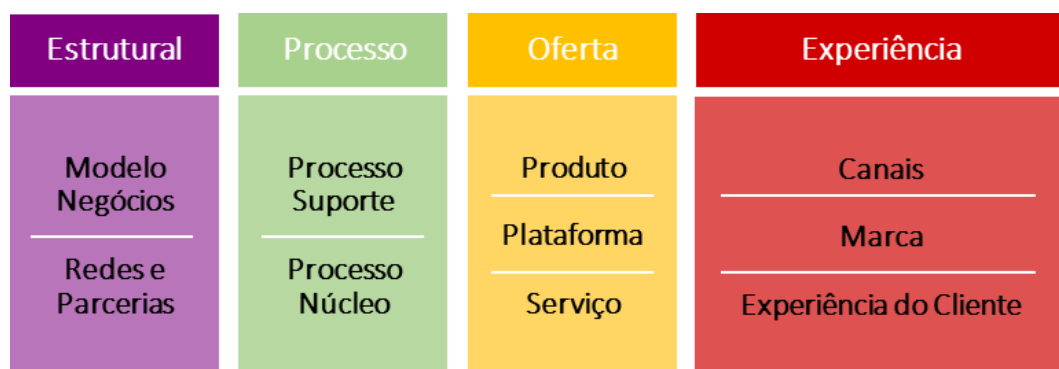 Estrutural
Processo
Oferta
Experiência
Modelo
Negócios
Redes e
Parcerias
Processo
Suporte
Processo
Núcleo
Produto
Plataforma
Serviço
Canais
Marca
Experiência do Cliente